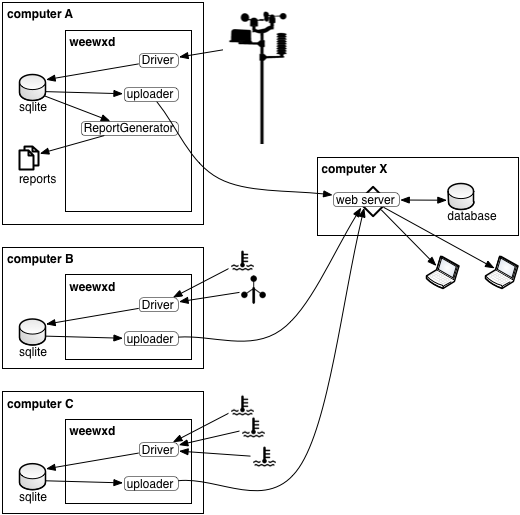 computer A
weewxd
Driver
sqlite
uploader
ReportGenerator
reports
computer X
web server
database
computer B
weewxd
Driver
sqlite
uploader
computer C
weewxd
Driver
sqlite
uploader